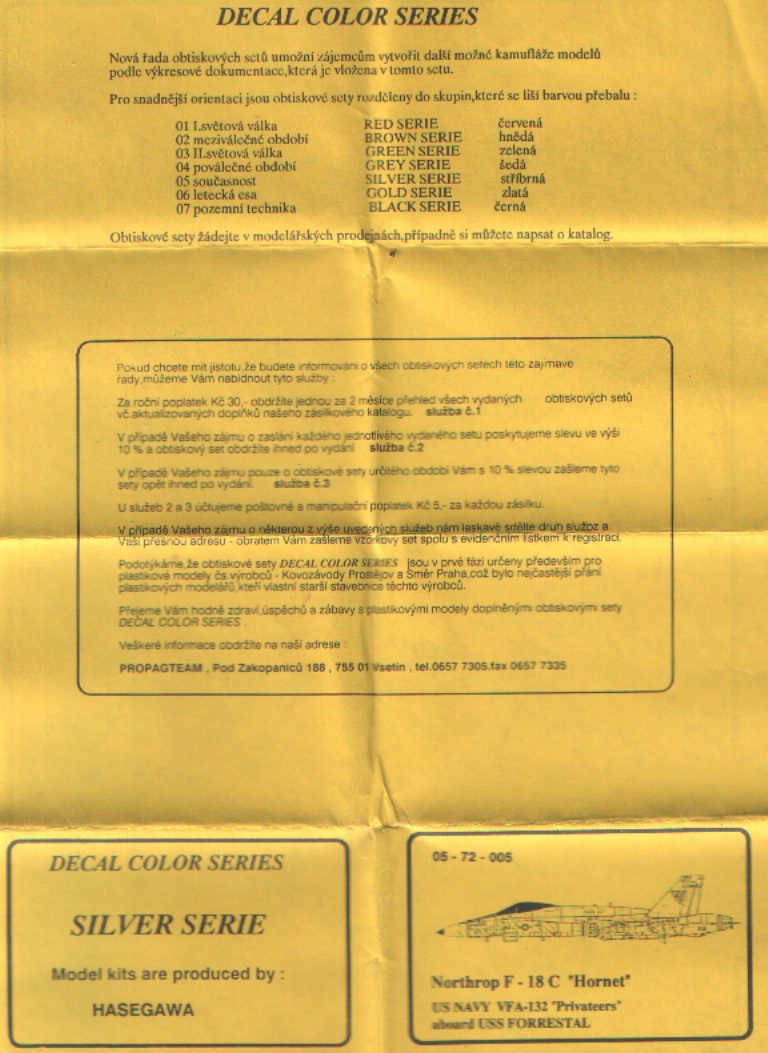 DECAL COLOR SERIES
Nová řada obtiskových setů umožní zájemcům vytvořit další možné kamufláže modelů
podle výkresové dokumentace,která je vložena v tomto setu.
Pro snadnější orientaci jsou obtiskové sety rozděleny do skupin,které se liší barvou přebalu :
01 I.světová válka RED SERIE červená
02 meziválečné období BROWN SERIE hnědá
03 II.světová válka GREEN SERIE zelená
04 poválečné období GREY SERIE šedá
05 současnost SILVER SERIE stříbrná
06 letecká esa GOLD SERIE zlatá
07 pozemní technika BLACK SERIE černá
Obtiskové sety žádejte v modelářských prodejnách,případně si můžete napsat o katalog.
Pokud chcete mít jistotu,že budete informováni o všech obtiskových setech této zajímavé
řady,můžeme Vám nabídnout tyto služby :
Za roční poplatek Kč 30,- obdržíte jednou za 2 měsíce přehled všech vydaných obtiskových setů
vč.aktualizovaných doplňků našeho zásilkového katalogu. služba č.1
V případě Vašeho zájmu o zaslání každého jednotlivého vydaného setu poskytujeme slevu ve výši
10 % a obtiskový set obdržíte ihned po vydání služba č.2
V případě Vašeho zájmu pouze o obtiskové sety určitého období Vám s 10 % slevou zašleme tyto
sety opět ihned po vydání. služba č.3
U služeb 2 a 3 účtujeme poštovné a manipulační poplatek Kč 5,- za každou zásilku.
V případě Vašeho zájmu o některou z výše uvedených služeb nám laskavě sdělte druh služby a
Vaši přesnou adresu - obratem Vám zašleme vzorkový set spolu s evidenčním lístkem k registraci.
Podotýkáme,že obtiskové sety DECAL COLOR SERIES jsou v prvé fázi určeny především pro
plastikové modely čs.výrobců - Kovozávody Prostějov a Směr Praha,což bylo nejčastější přání
plastikových modelářů,kteří vlastní starší stavebnice těchto výrobců.
Přejeme Vám hodně zdraví,úspěchů a zábavy s plastikovými modely doplněnými obtiskovými sety
DECAL COLOR SERIES .
Veškeré informace obdržíte na naší adrese :
PROPAGTEAM , Pod Zakopaniců 188 , 755 01 Vsetín , tel.0657 7305,fax 0657 7335
DECAL COLOR SERIES
SILVER SERIE
Model kits are produced by :
HASEGAWA
05 - 72 - 005
Northrop F - 18 C "Hornet"
US NAVY VFA-132 "Privateers"
aboard USS FORRESTAL